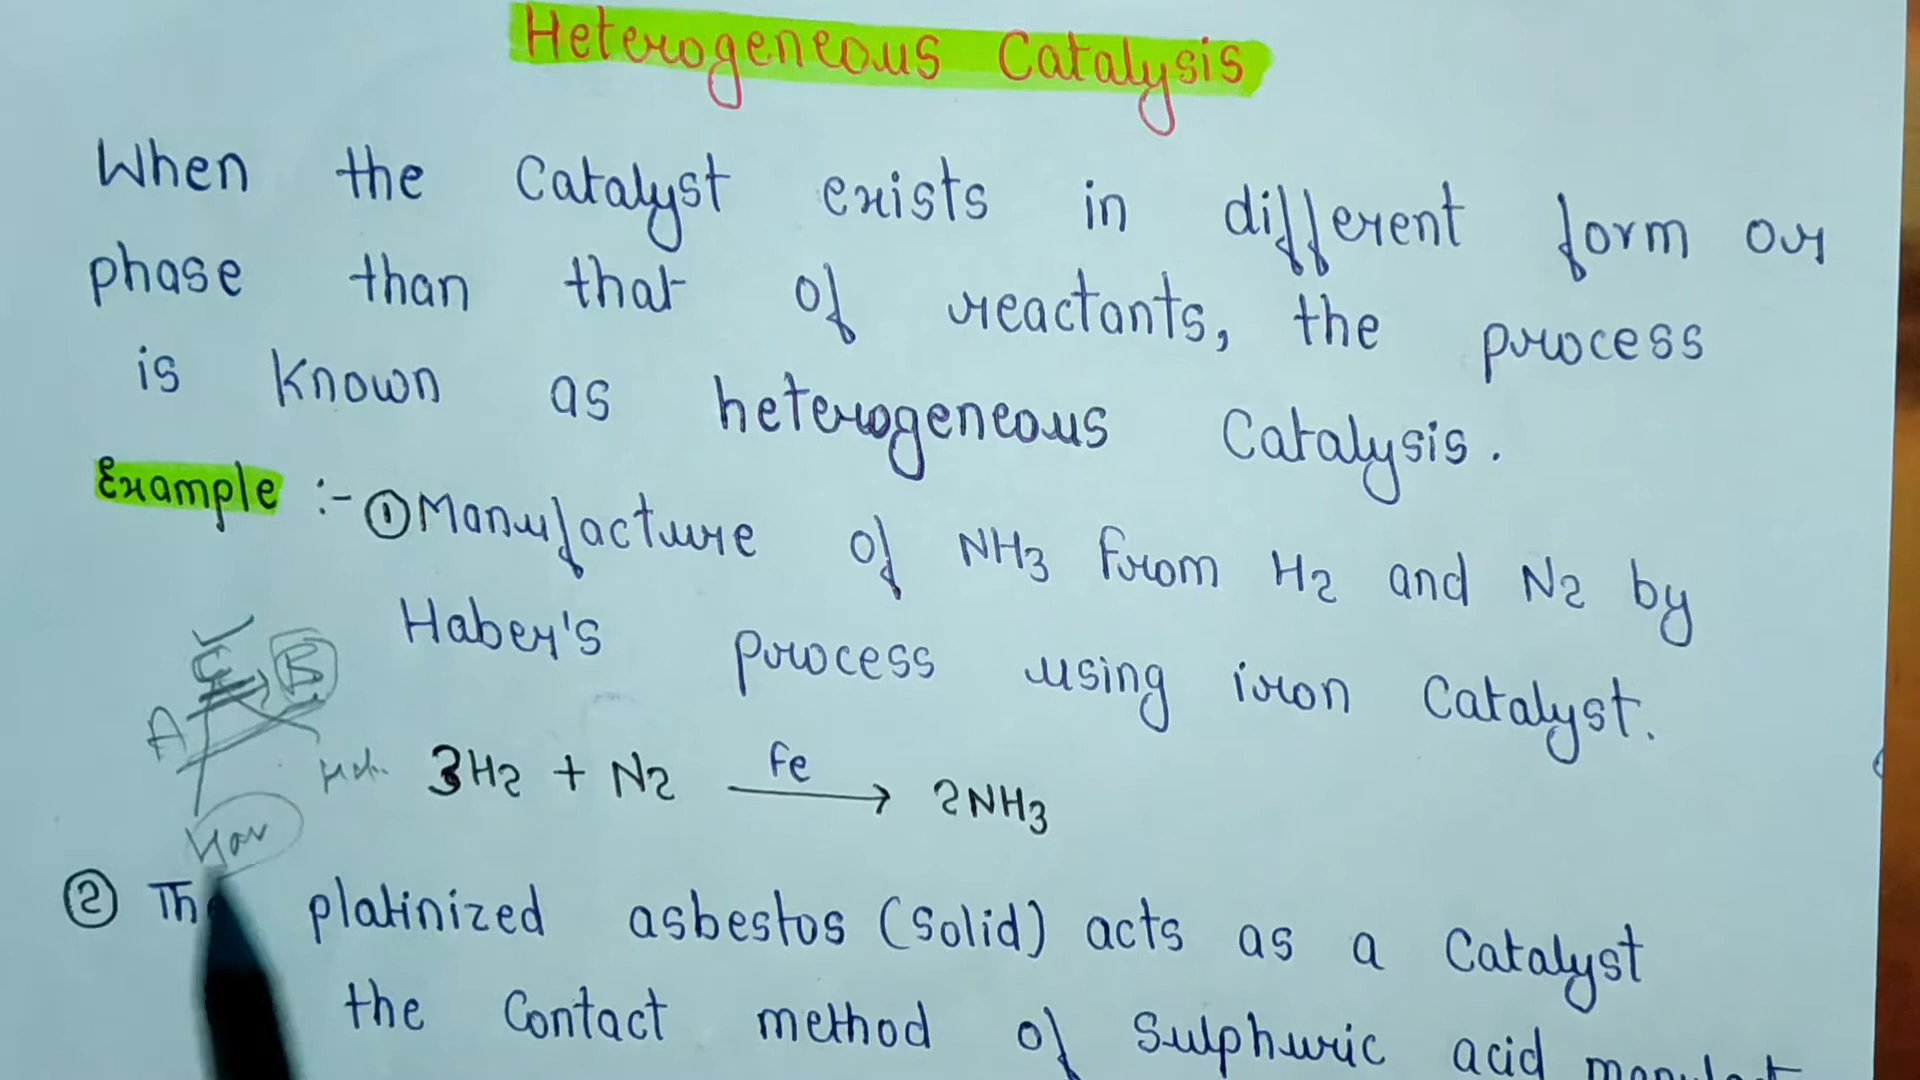 Heterogeneous Catalysis
When the Catalyst exists in different form or
phase than that of reactants, the process
is known as heterogeneous Catalysis.
Example :- ① Manufacture of NH3 from H2 and N2 by
Haber's process using iron Catalyst.
C B
A
3H2 + N2 Fe → 2NH3
② platinized asbestos (Solid) acts as a Catalyst
the Contact method of Sulphuric acid